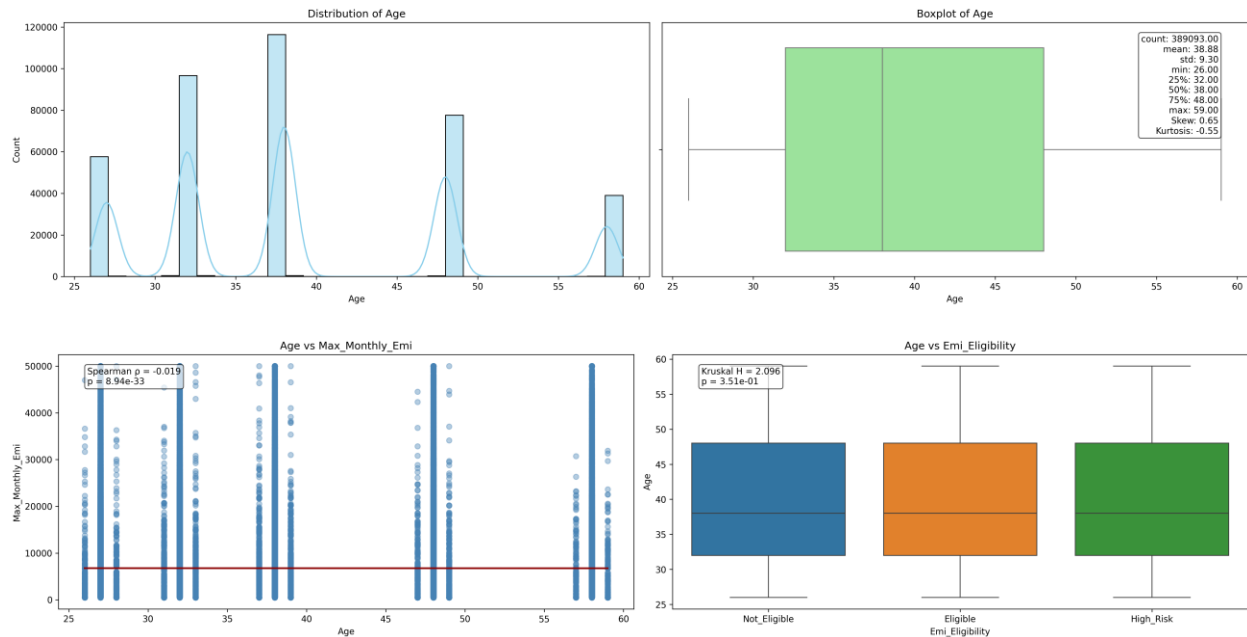 Distribution of Age
120000
100000
80000
60000
40000
20000
0
Count
25 30 35 40 45 50 55 60
Age
Boxplot of Age
count: 389093.00
mean: 38.88
std: 9.30
min: 26.00
25%: 32.00
50%: 38.00
75%: 48.00
max: 59.00
Skew: 0.65
Kurtosis: -0.55
25 30 35 40 45 50 55 60
Age
Age vs Max_Monthly_Emi
Spearman ρ = -0.019
p = 8.94e-33
50000
40000
30000
20000
10000
0
Max_Monthly_Emi
25 30 35 40 45 50 55 60
Age
Age vs Emi_Eligibility
Kruskal H = 2.096
p = 3.51e-01
60
55
50
45
40
35
30
25
Age
Not_Eligible Eligible High_Risk
Emi_Eligibility